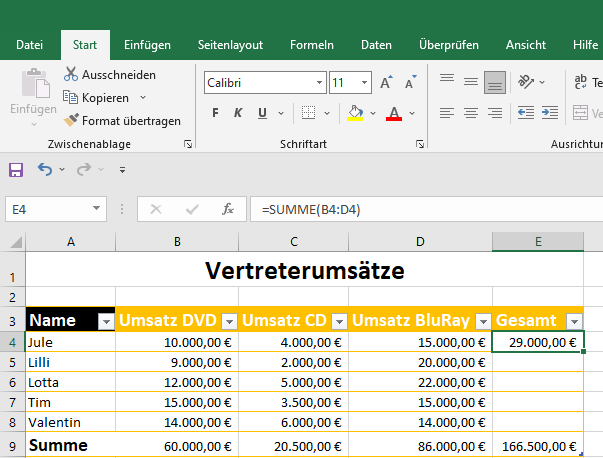 Datei Start Einfügen Seitenlayout Formeln Daten Überprüfen Ansicht Hilfe
Einfügen
Ausschneiden
Kopieren
Format übertragen
Zwischenablage
Calibri 11 A A
F K U A
Schriftart
ab Te
Ve
Ausrichtu
E4 fx =SUMME(B4:D4)
A B C D E
1 Vertreterumsätze
2
3 Name Umsatz DVD Umsatz CD Umsatz BluRay Gesamt
4 Jule 10.000,00 € 4.000,00 € 15.000,00 € 29.000,00 €
5 Lilli 9.000,00 € 2.000,00 € 20.000,00 €
6 Lotta 12.000,00 € 5.000,00 € 22.000,00 €
7 Tim 15.000,00 € 3.500,00 € 15.000,00 €
8 Valentin 14.000,00 € 6.000,00 € 14.000,00 €
9 Summe 60.000,00 € 20.500,00 € 86.000,00 € 166.500,00 €